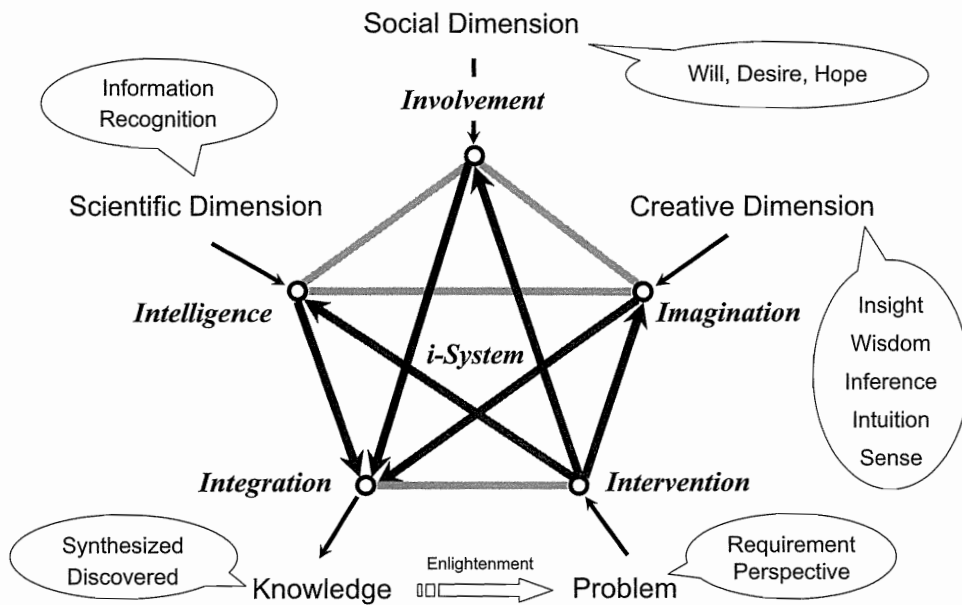 Social Dimension
Will, Desire, Hope
Information
Recognition
Involvement
Scientific Dimension
Creative Dimension
Intelligence
Imagination
Insight
Wisdom
Inference
Intuition
Sense
i-System
Integration
Intervention
Synthesized
Discovered
Enlightenment
Requirement
Perspective
Knowledge
Problem